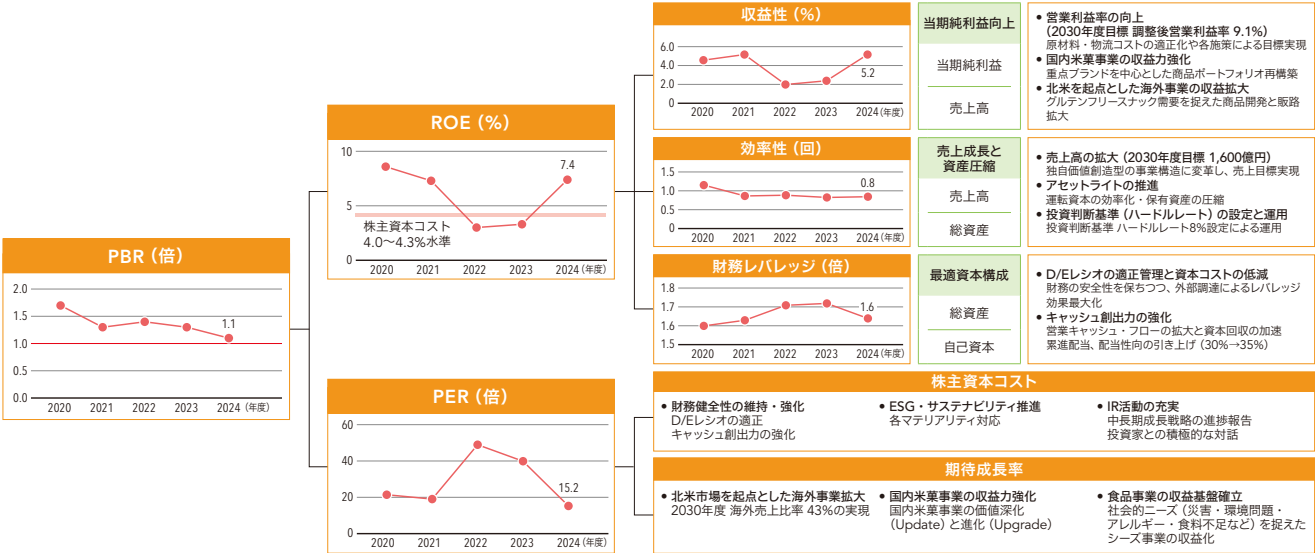 PBR（倍）
2.0
1.5
1.0
0.5
0.0
1.1
2020 2021 2022 2023 2024（年度）
ROE（%）
10
5
0
7.4
株主資本コスト
4.0〜4.3%水準
2020 2021 2022 2023 2024（年度）
PER（倍）
60
40
20
0
15.2
2020 2021 2022 2023 2024（年度）
収益性（%）
6.0
4.0
2.0
0
5.2
2020 2021 2022 2023 2024（年度）
当期純利益向上
当期純利益
売上高
• 営業利益率の向上
（2030年度目標 調整後営業利益率 9.1%）
原材料・物流コストの適正化や各施策による目標実現
• 国内米菓事業の収益力強化
重点ブランドを中心とした商品ポートフォリオ再構築
• 北米を起点とした海外事業の収益拡大
グルテンフリースナック需要を捉えた商品開発と販路
拡大
効率性（回）
1.5
1.0
0.5
0.0
0.8
2020 2021 2022 2023 2024（年度）
売上成長と
資産圧縮
売上高
総資産
• 売上高の拡大（2030年度目標 1,600億円）
独自価値創造型の事業構造に変革し、売上目標実現
• アセットライトの推進
運転資本の効率化・保有資産の圧縮
• 投資判断基準（ハードルレート）の設定と運用
投資判断基準 ハードルレート8%設定による運用
財務レバレッジ（倍）
1.8
1.7
1.6
1.5
1.6
2020 2021 2022 2023 2024（年度）
最適資本構成
総資産
自己資本
• D/Eレシオの適正管理と資本コストの低減
財務の安全性を保ちつつ、外部調達によるレバレッジ
効果最大化
• キャッシュ創出力の強化
営業キャッシュ・フローの拡大と資本回収の加速
累進配当、配当性向の引き上げ（30%→35%）
株主資本コスト
• 財務健全性の維持・強化
D/Eレシオの適正
キャッシュ創出力の強化
• ESG・サステナビリティ推進
各マテリアリティ対応
• IR活動の充実
中長期成長戦略の進捗報告
投資家との積極的な対話
期待成長率
• 北米市場を起点とした海外事業拡大
2030年度 海外売上比率 43%の実現
• 国内米菓事業の収益力強化
国内米菓事業の価値深化
（Update）と進化（Upgrade）
• 食品事業の収益基盤確立
社会的ニーズ（災害・環境問題・
アレルギー・食料不足など）を捉えた
シーズ事業の収益化